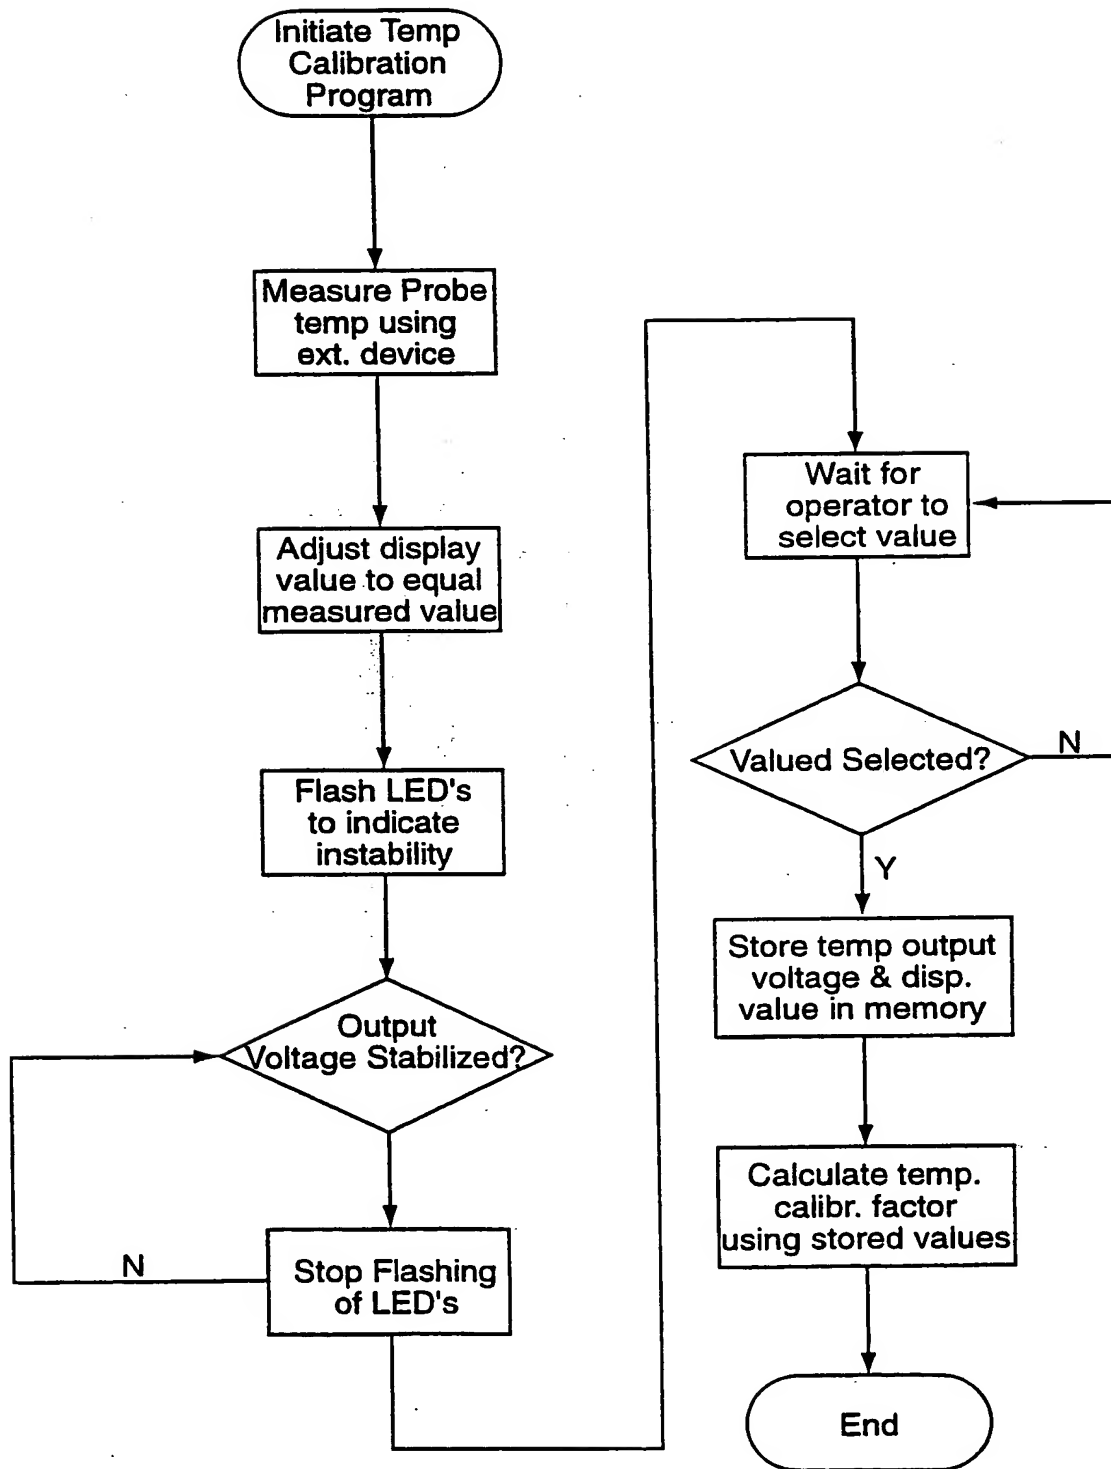 Initiate Temp
Calibration
Program
Measure Probe
temp using
ext. device
Adjust display
value to equal
measured value
Flash LED's
to indicate
instability
Output
Voltage Stabilized?
N
Stop Flashing
of LED's
Wait for
operator to
select value
Valued Selected?
N
Y
Store temp output
voltage & disp.
value in memory
Calculate temp.
calibr. factor
using stored values
End